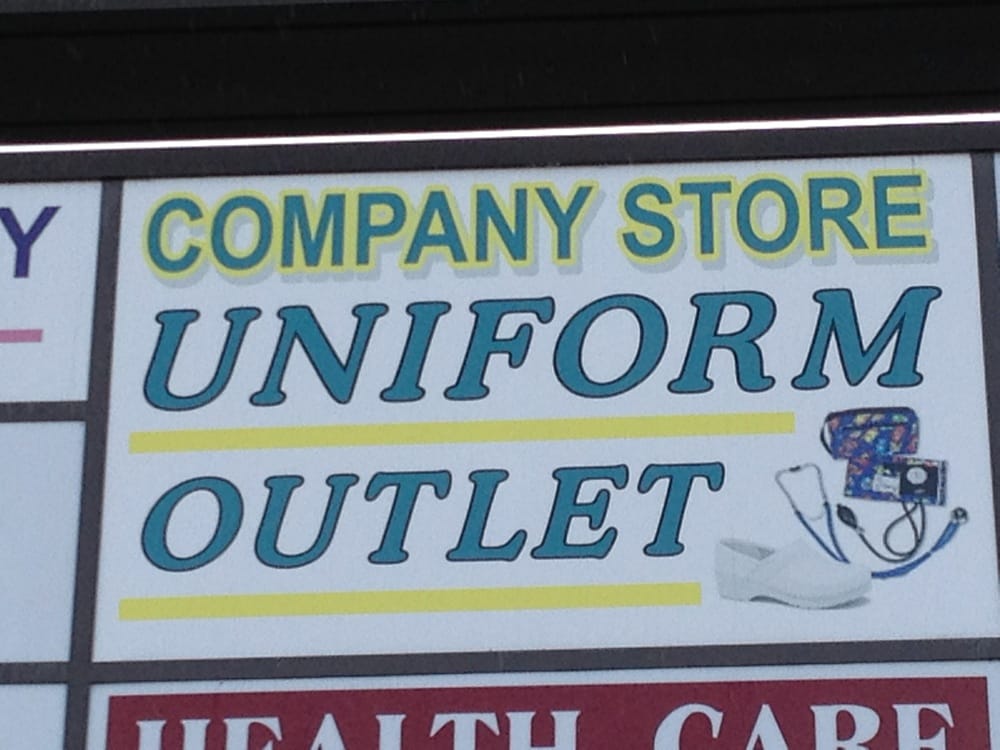 Y
COMPANY STORE
UNIFORM
OUTLET
HEALTH CARE